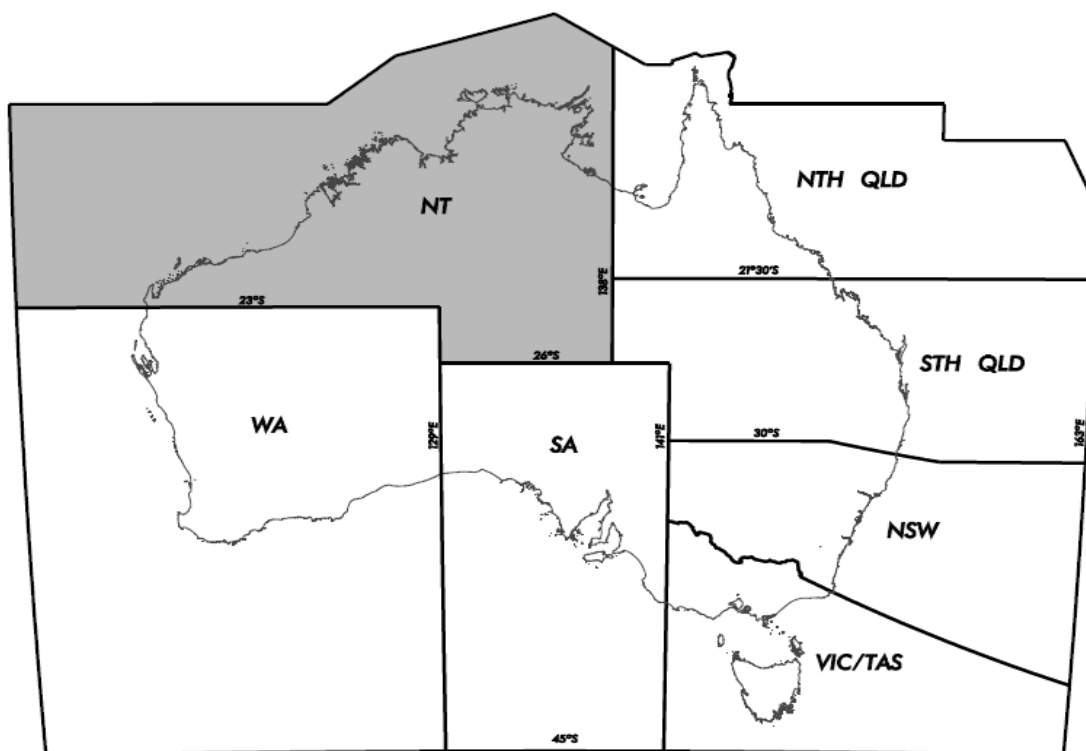 NTH QLD
NT
138°E
21°30'S
23°S
26°S
STH QLD
WA
129°E
SA
141°E
30°S
163°E
NSW
VIC/TAS
45°S